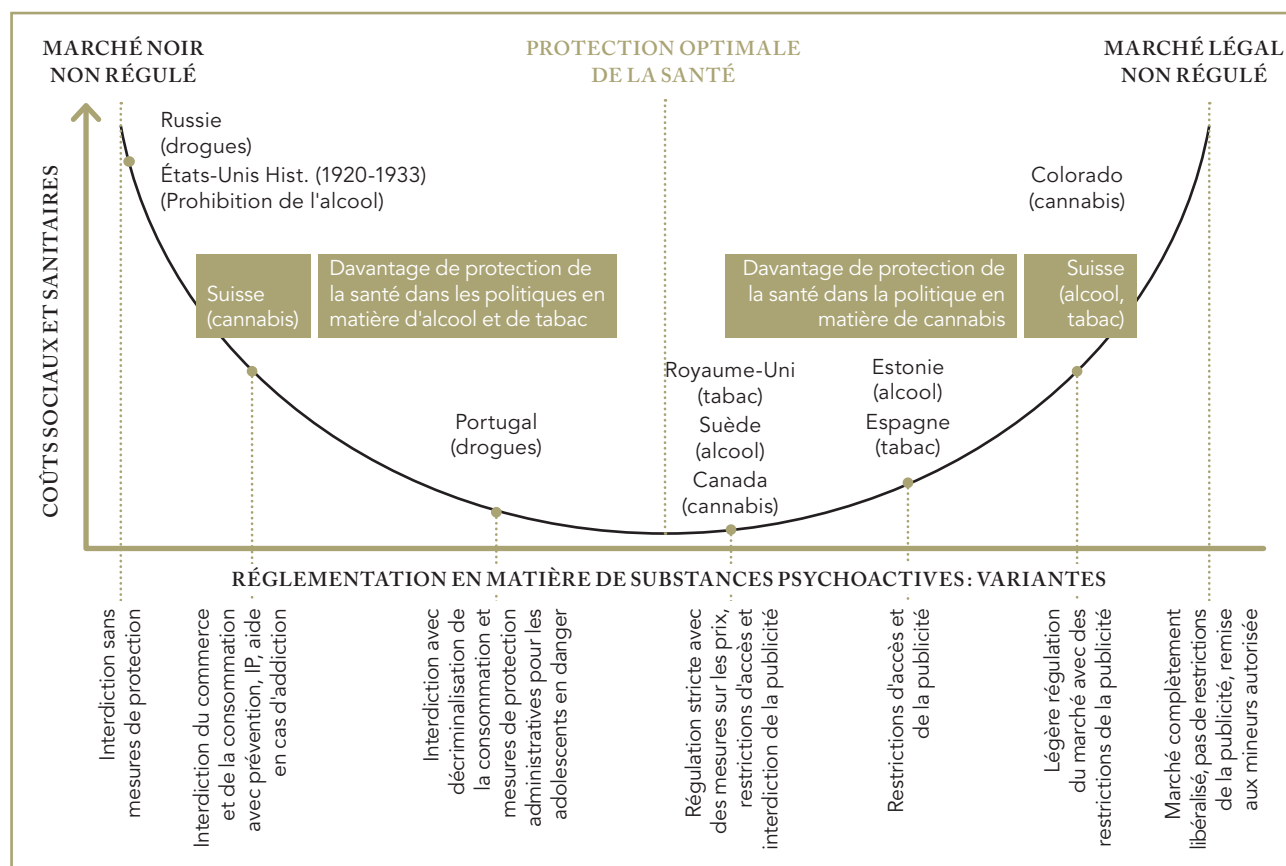 MARCHÉ NOIR
NON RÉGULÉ
PROTECTION OPTIMALE
DE LA SANTÉ
MARCHÉ LÉGAL
NON RÉGULÉ
COÛTS SOCIAUX ET SANITAIRES
Russie
(drogues)
États-Unis Hist. (1920-1933)
(Prohibition de l'alcool)
Colorado
(cannabis)
Suisse
(cannabis)
Davantage de protection de
la santé dans les politiques en
matière d'alcool et de tabac
Davantage de protection de
la santé dans la politique en
matière de cannabis
Suisse
(alcool,
tabac)
Portugal
(drogues)
Royaume-Uni
(tabac)
Suède
(alcool)
Canada
(cannabis)
Estonie
(alcool)
Espagne
(tabac)
RÉGLEMENTATION EN MATIÈRE DE SUBSTANCES PSYCHOACTIVES : VARIANTES
Interdiction sans
mesures de protection
Interdiction du commerce
et de la consommation
avec prévention, IP, aide
en cas d'addiction
Interdiction avec
décriminalisation de
la consommation et
mesures de protection
administratives pour les
adolescents en danger
Régulation stricte avec
des mesures sur les prix,
restrictions d'accès et
interdiction de la publicité
Restrictions d'accès et
de la publicité
Légère régulation
du marché avec des
restrictions de la publicité
Marché complètement
libéralisé, pas de restrictions
de la publicité, remise
aux mineurs autorisée